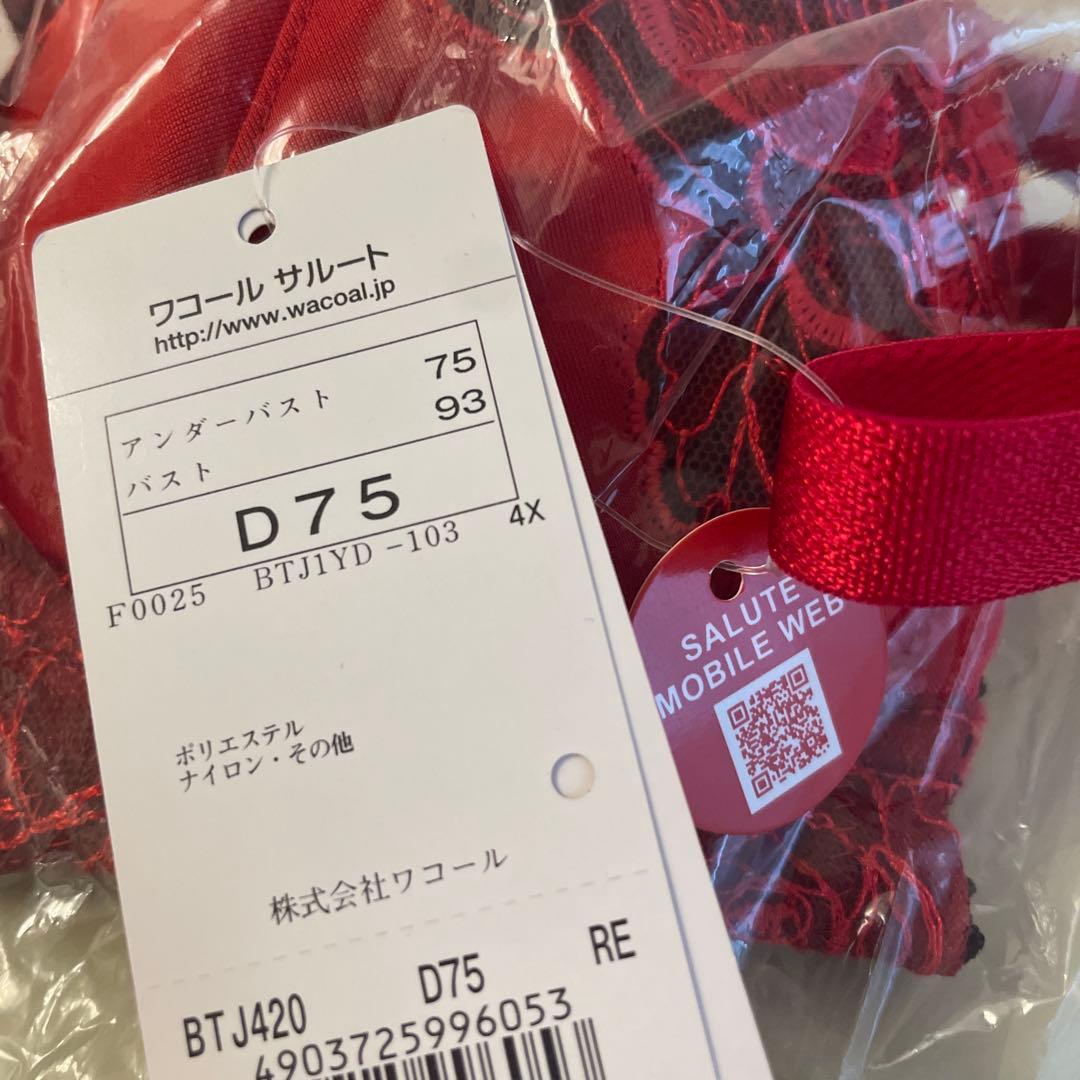 ワコール サルート
http://www.wacoal.jp
アンダーバスト 75
バスト 93
D75
F0025 BTJ1YD-103 4X
ポリエステル
ナイロン・その他
株式会社ワコール
BTJ420 D75 RE
4903725996053
SALUTE
MOBILE WEB